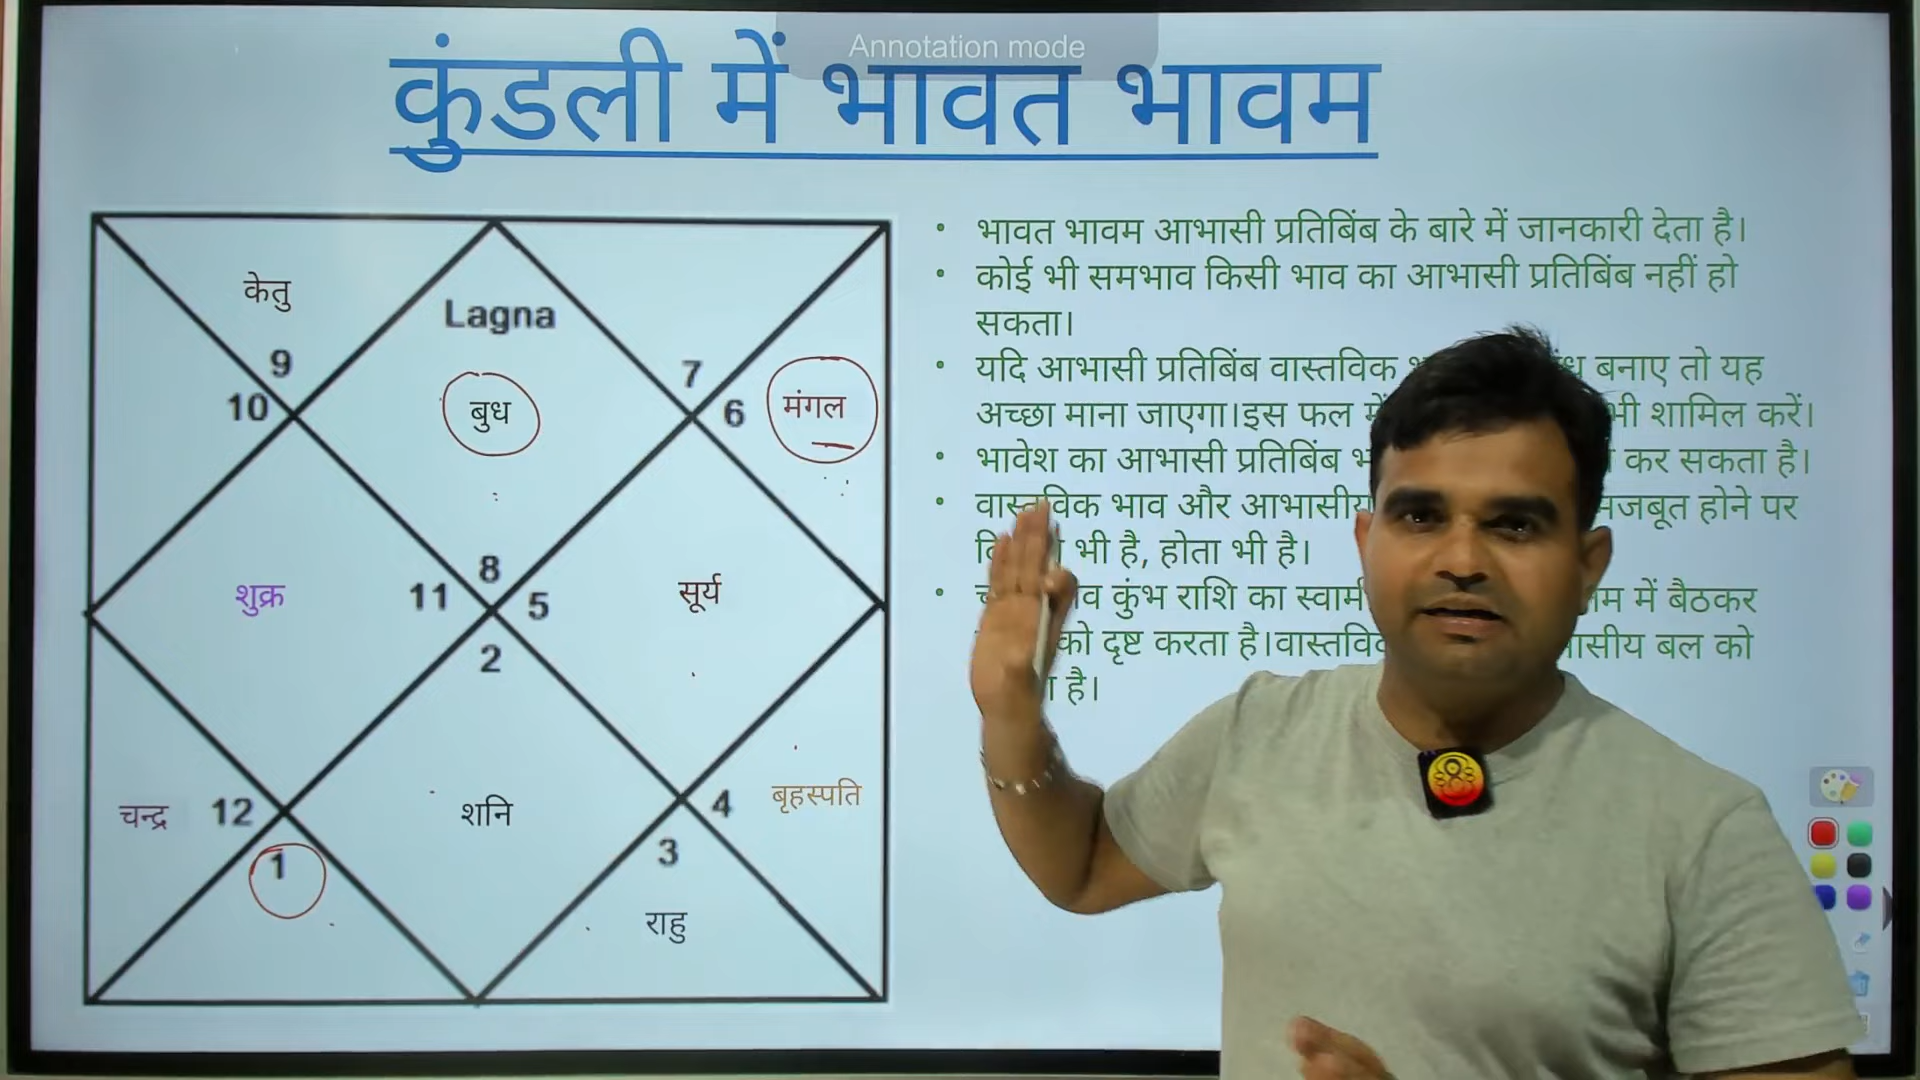 Annotation mode
कुंडली में भावत भावम
केतु
Lagna
9
7
10
बुध
6
मंगल
शुक्र
11
8
5
सूर्य
2
चन्द्र
12
शनि
4
बृहस्पति
1
3
राहु
• भावत भावम आभासी प्रतिबिंब के बारे में जानकारी देता है।
• कोई भी समभाव किसी भाव का आभासी प्रतिबिंब नहीं हो
सकता।
• यदि आभासी प्रतिबिंब वास्तविक बनाए तो यह
अच्छा माना जाएगा।इस फल में भी शामिल करें।
• भावेश का आभासी प्रतिबिंब कर सकता है।
• वास्तविक भाव और मजबूत होने पर
भी है, होता भी है।
• कुंभ राशि का में बैठकर
को दृष्ट करता है। बल को
है।